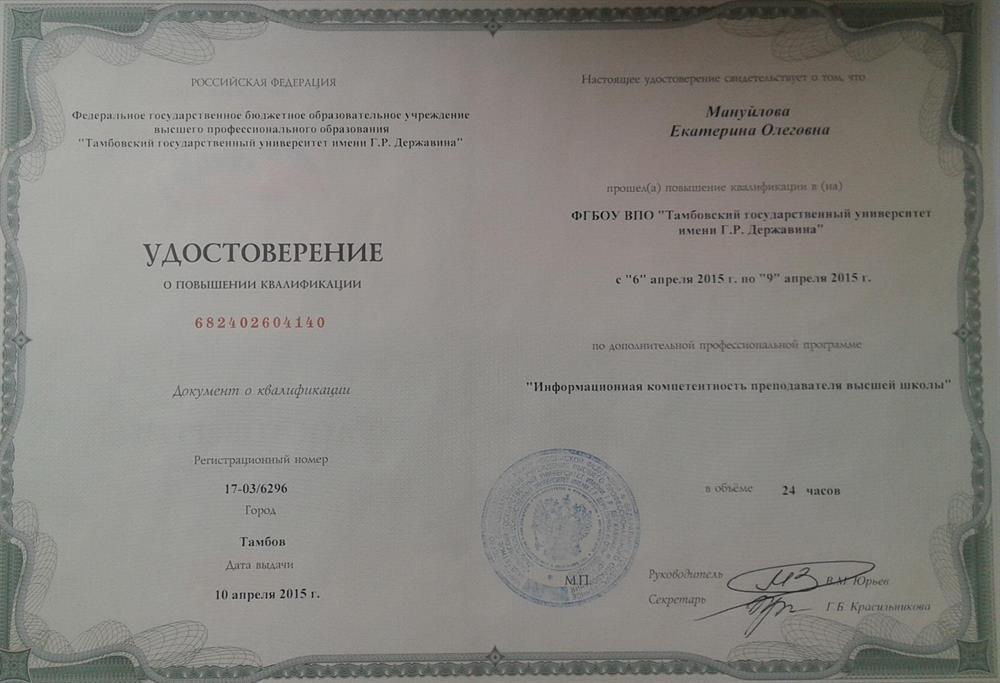 РОССИЙСКАЯ ФЕДЕРАЦИЯ
Федеральное государственное бюджетное образовательное учреждение
высшего профессионального образования
"Тамбовский государственный университет имени Г.Р. Державина"
УДОСТОВЕРЕНИЕ
О ПОВЫШЕНИИ КВАЛИФИКАЦИИ
682402604140
Документ о квалификации
Регистрационный номер
17-03/6296
Город
Тамбов
Дата выдачи
10 апреля 2015 г.
Настоящее удостоверение свидетельствует о том, что
Мануйлова
Екатерина Олеговна
прошел(а) повышение квалификации в (на)
ФГБОУ ВПО "Тамбовский государственный университет
имени Г.Р. Державина"
с "6" апреля 2015 г. по "9" апреля 2015 г.
по дополнительной профессиональной программе
"Информационная компетентность преподавателя высшей школы"
в объёме 24 часов
М.П.
Руководитель В.М. Юрьев
Секретарь Г.Б. Красильникова